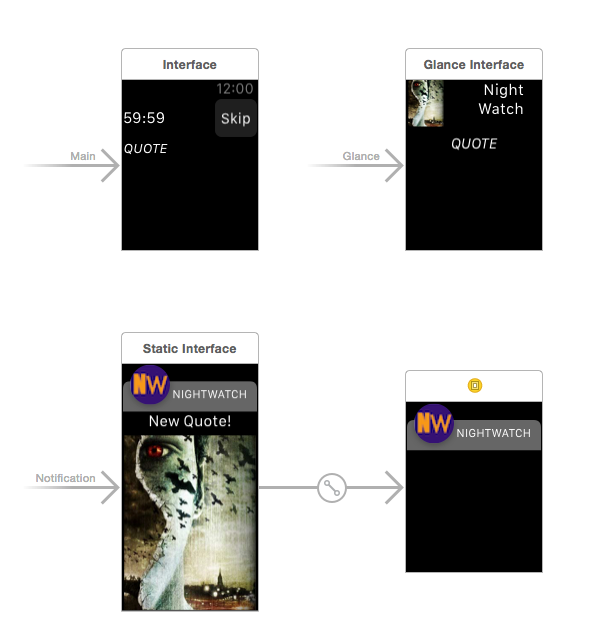 Interface
12:00
59:59
Skip
QUOTE
Main
Glance Interface
Night
Watch
QUOTE
Glance
Static Interface
NW
NIGHTWATCH
New Quote!
Notification
NW
NIGHTWATCH